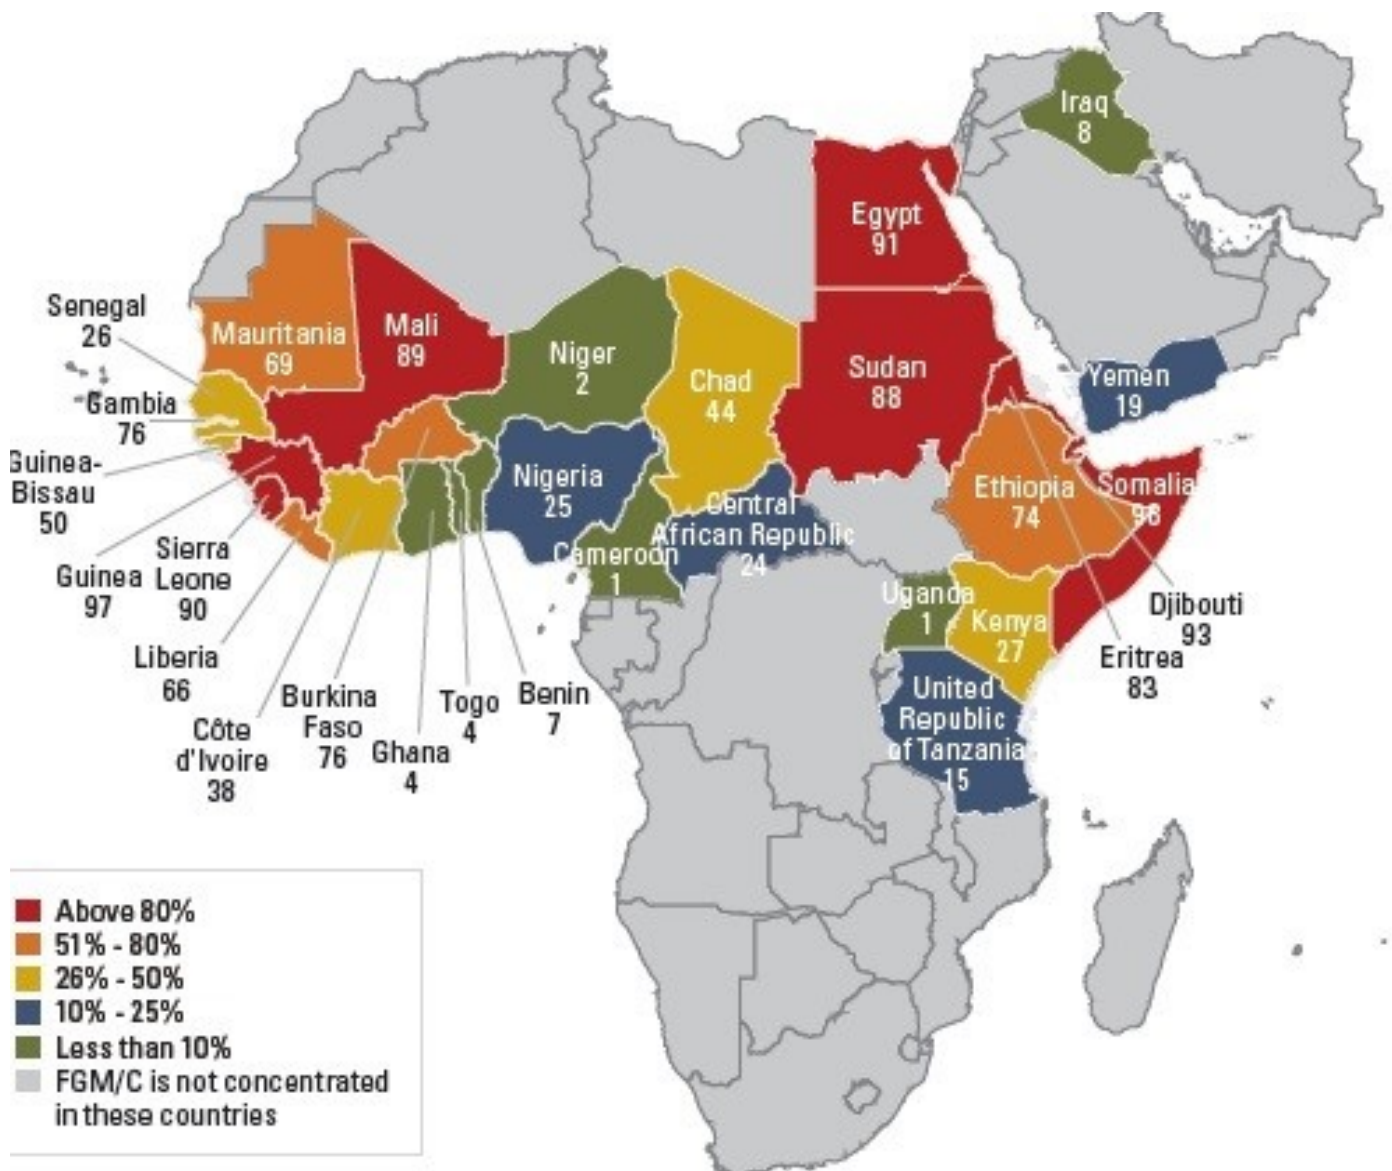 Iraq
8
Egypt
91
Senegal
26
Mauritania
69
Mali
89
Niger
2
Chad
44
Sudan
88
Yemen
19
Gambia
76
Guinea-
Bissau
50
Nigeria
25
Central
African Republic
24
Ethiopia
74
Somalia
98
Sierra
Leone
90
Guinea
97
Cameroon
1
Uganda
1
Kenya
27
Djibouti
93
Eritrea
83
Liberia
66
Burkina
Faso
76
Togo
4
Benin
7
Côte
d'Ivoire
38
Ghana
4
United
Republic
of Tanzania
15
Above 80%
51% - 80%
26% - 50%
10% - 25%
Less than 10%
FGM/C is not concentrated
in these countries